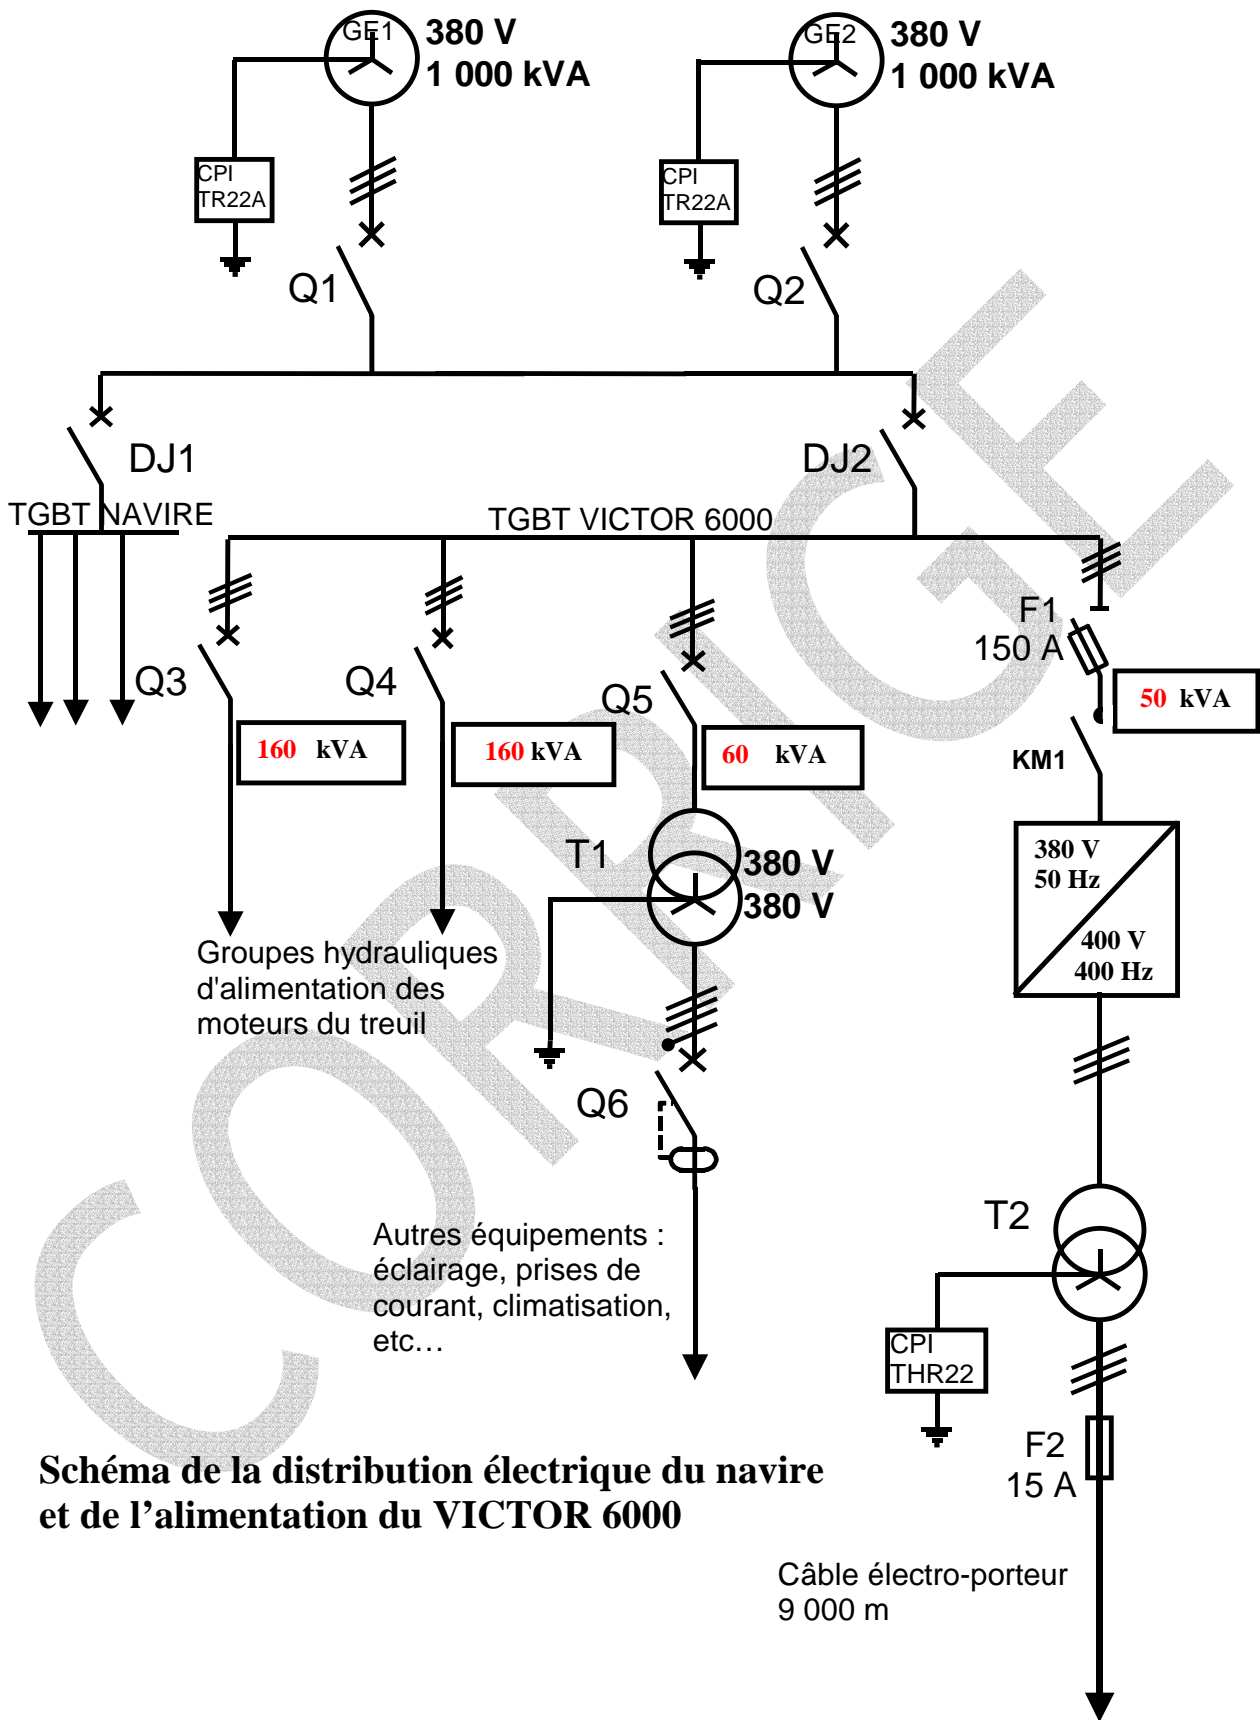 GE1
380 V
1 000 kVA
GE2
380 V
1 000 kVA
CPI
TR22A
CPI
TR22A
Q1
Q2
DJ1
DJ2
TGBT NAVIRE
TGBT VICTOR 6000
F1
150 A
Q3
Q4
Q5
50 kVA
160 kVA
160 kVA
60 kVA
KM1
T1
380 V
380 V
380 V
50 Hz
400 V
400 Hz
Groupes hydrauliques
d'alimentation des
moteurs du treuil
Q6
T2
Autres équipements :
éclairage, prises de
courant, climatisation,
etc…
CPI
THR22
F2
15 A
Schéma de la distribution électrique du navire
et de l’alimentation du VICTOR 6000
Câble électro-porteur
9 000 m
CORRIGE